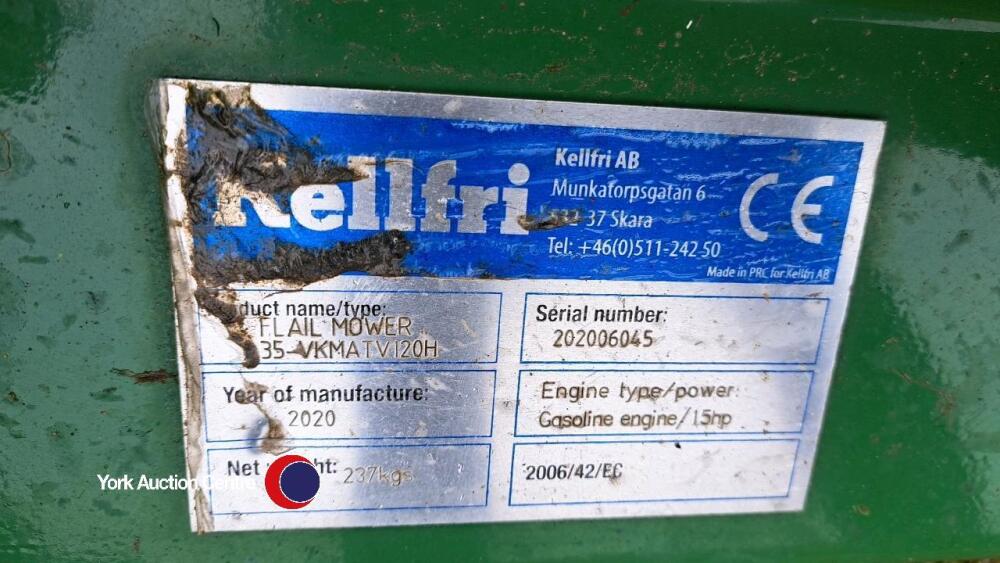 Kellfri
Kellfri AB
Munkatorpsgatan 6
37 Skara
Tel: +46(0)511-242 50
CE
Made in PRC for Kellfri AB
duct name/type:
FLAIL MOWER
35-VKMATV120H
Serial number:
202006045
Year of manufacture:
2020
Engine type/power:
Gasoline engine/15hp
Net ht:
237kgs
2006/42/EC
York Auction Centre